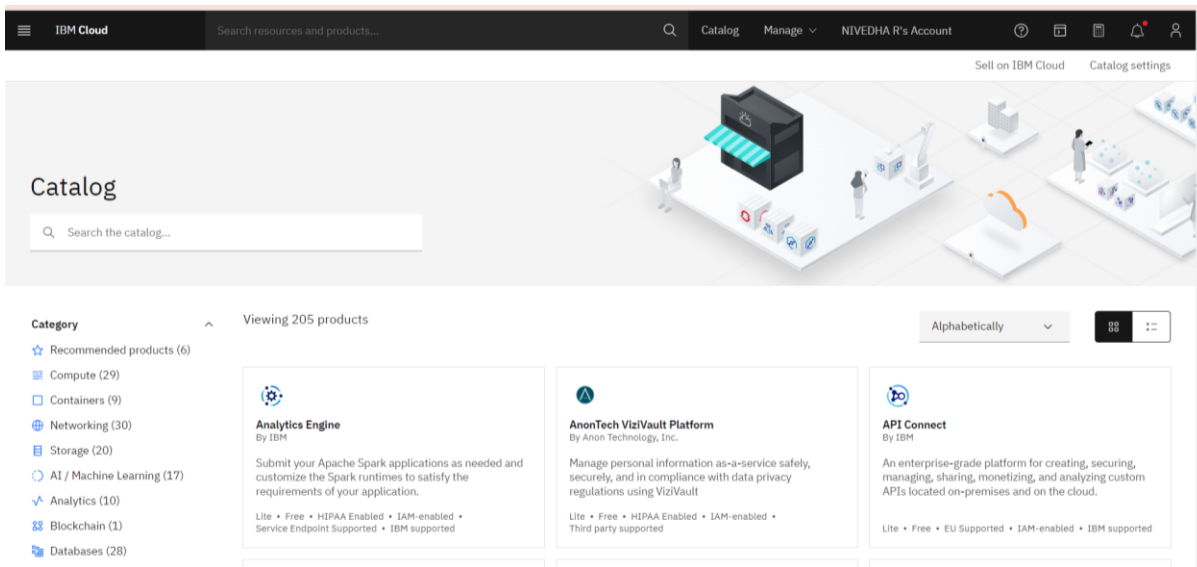 IBM Cloud
Search resources and products...
Catalog
Manage
NIVEDHA R's Account
Sell on IBM Cloud
Catalog settings
Catalog
Search the catalog...
Category
Recommended products (6)
Compute (29)
Containers (9)
Networking (30)
Storage (20)
AI / Machine Learning (17)
Analytics (10)
Blockchain (1)
Databases (28)
Viewing 205 products
Alphabetically
Analytics Engine
By IBM
Submit your Apache Spark applications as needed and
customize the Spark runtimes to satisfy the
requirements of your application.
Lite • Free • HIPAA Enabled • IAM-enabled •
Service Endpoint Supported • IBM supported
AnonTech ViziVault Platform
By Anon Technology, Inc.
Manage personal information as-a-service safely,
securely, and in compliance with data privacy
regulations using ViziVault
Lite • Free • HIPAA Enabled • IAM-enabled •
Third party supported
API Connect
By IBM
An enterprise-grade platform for creating, securing,
managing, sharing, monetizing, and analyzing custom
APIs located on-premises and on the cloud.
Lite • Free • EU Supported • IAM-enabled • IBM supported